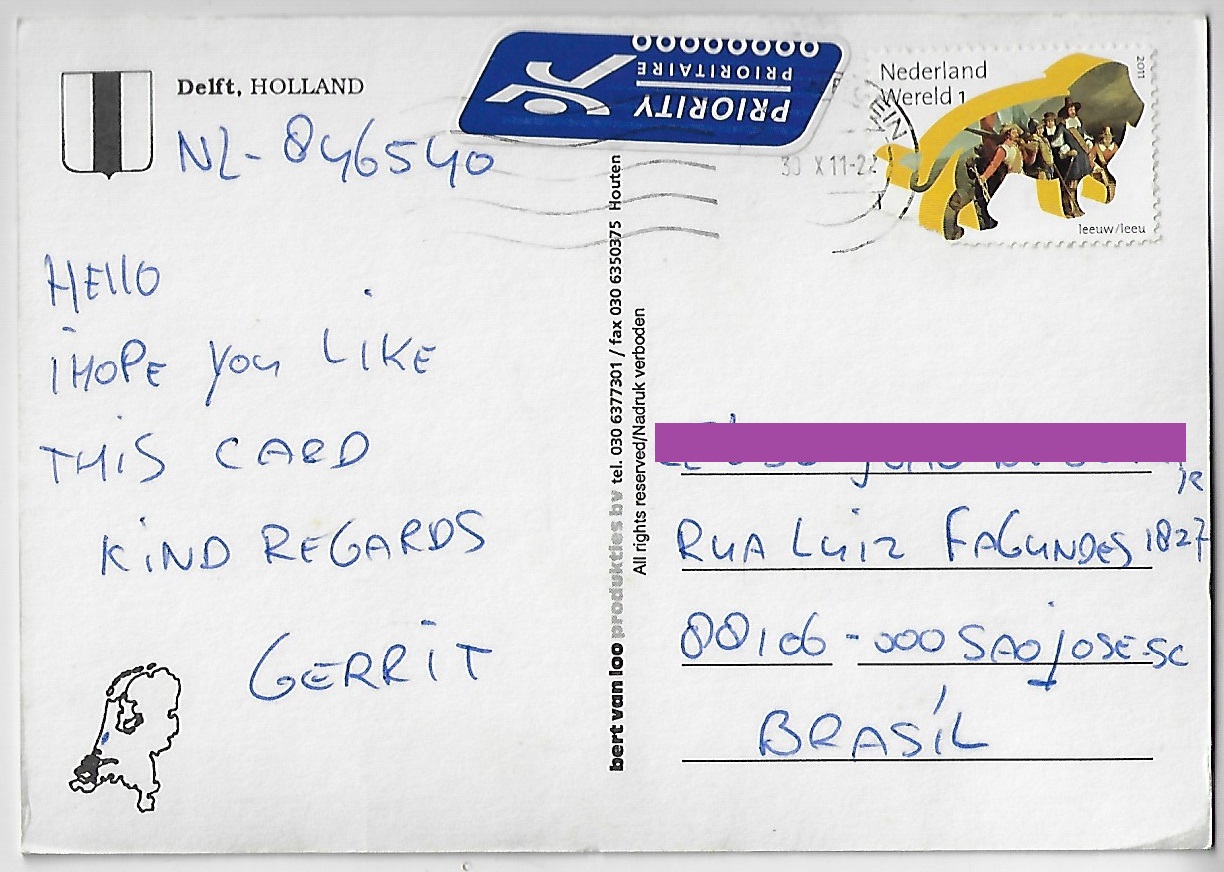 Delft, HOLLAND
NL-846540
HELLO
I HOPE you LIKE
THIS CARD
KIND REGARDS
GERRIT
PRIORITY
PRIORITAIRE
Nederland
Wereld 1
2011
leeuw/leeu
30 X 11-22
bert van loo produkties bv tel. 030 6377301 / fax 030 6350375 Houten
All rights reserved/Nadruk verboden
JR
RUA LUIZ FAGUNDES 1827
88106-000 SAO JOSE-SC
BRASÍL